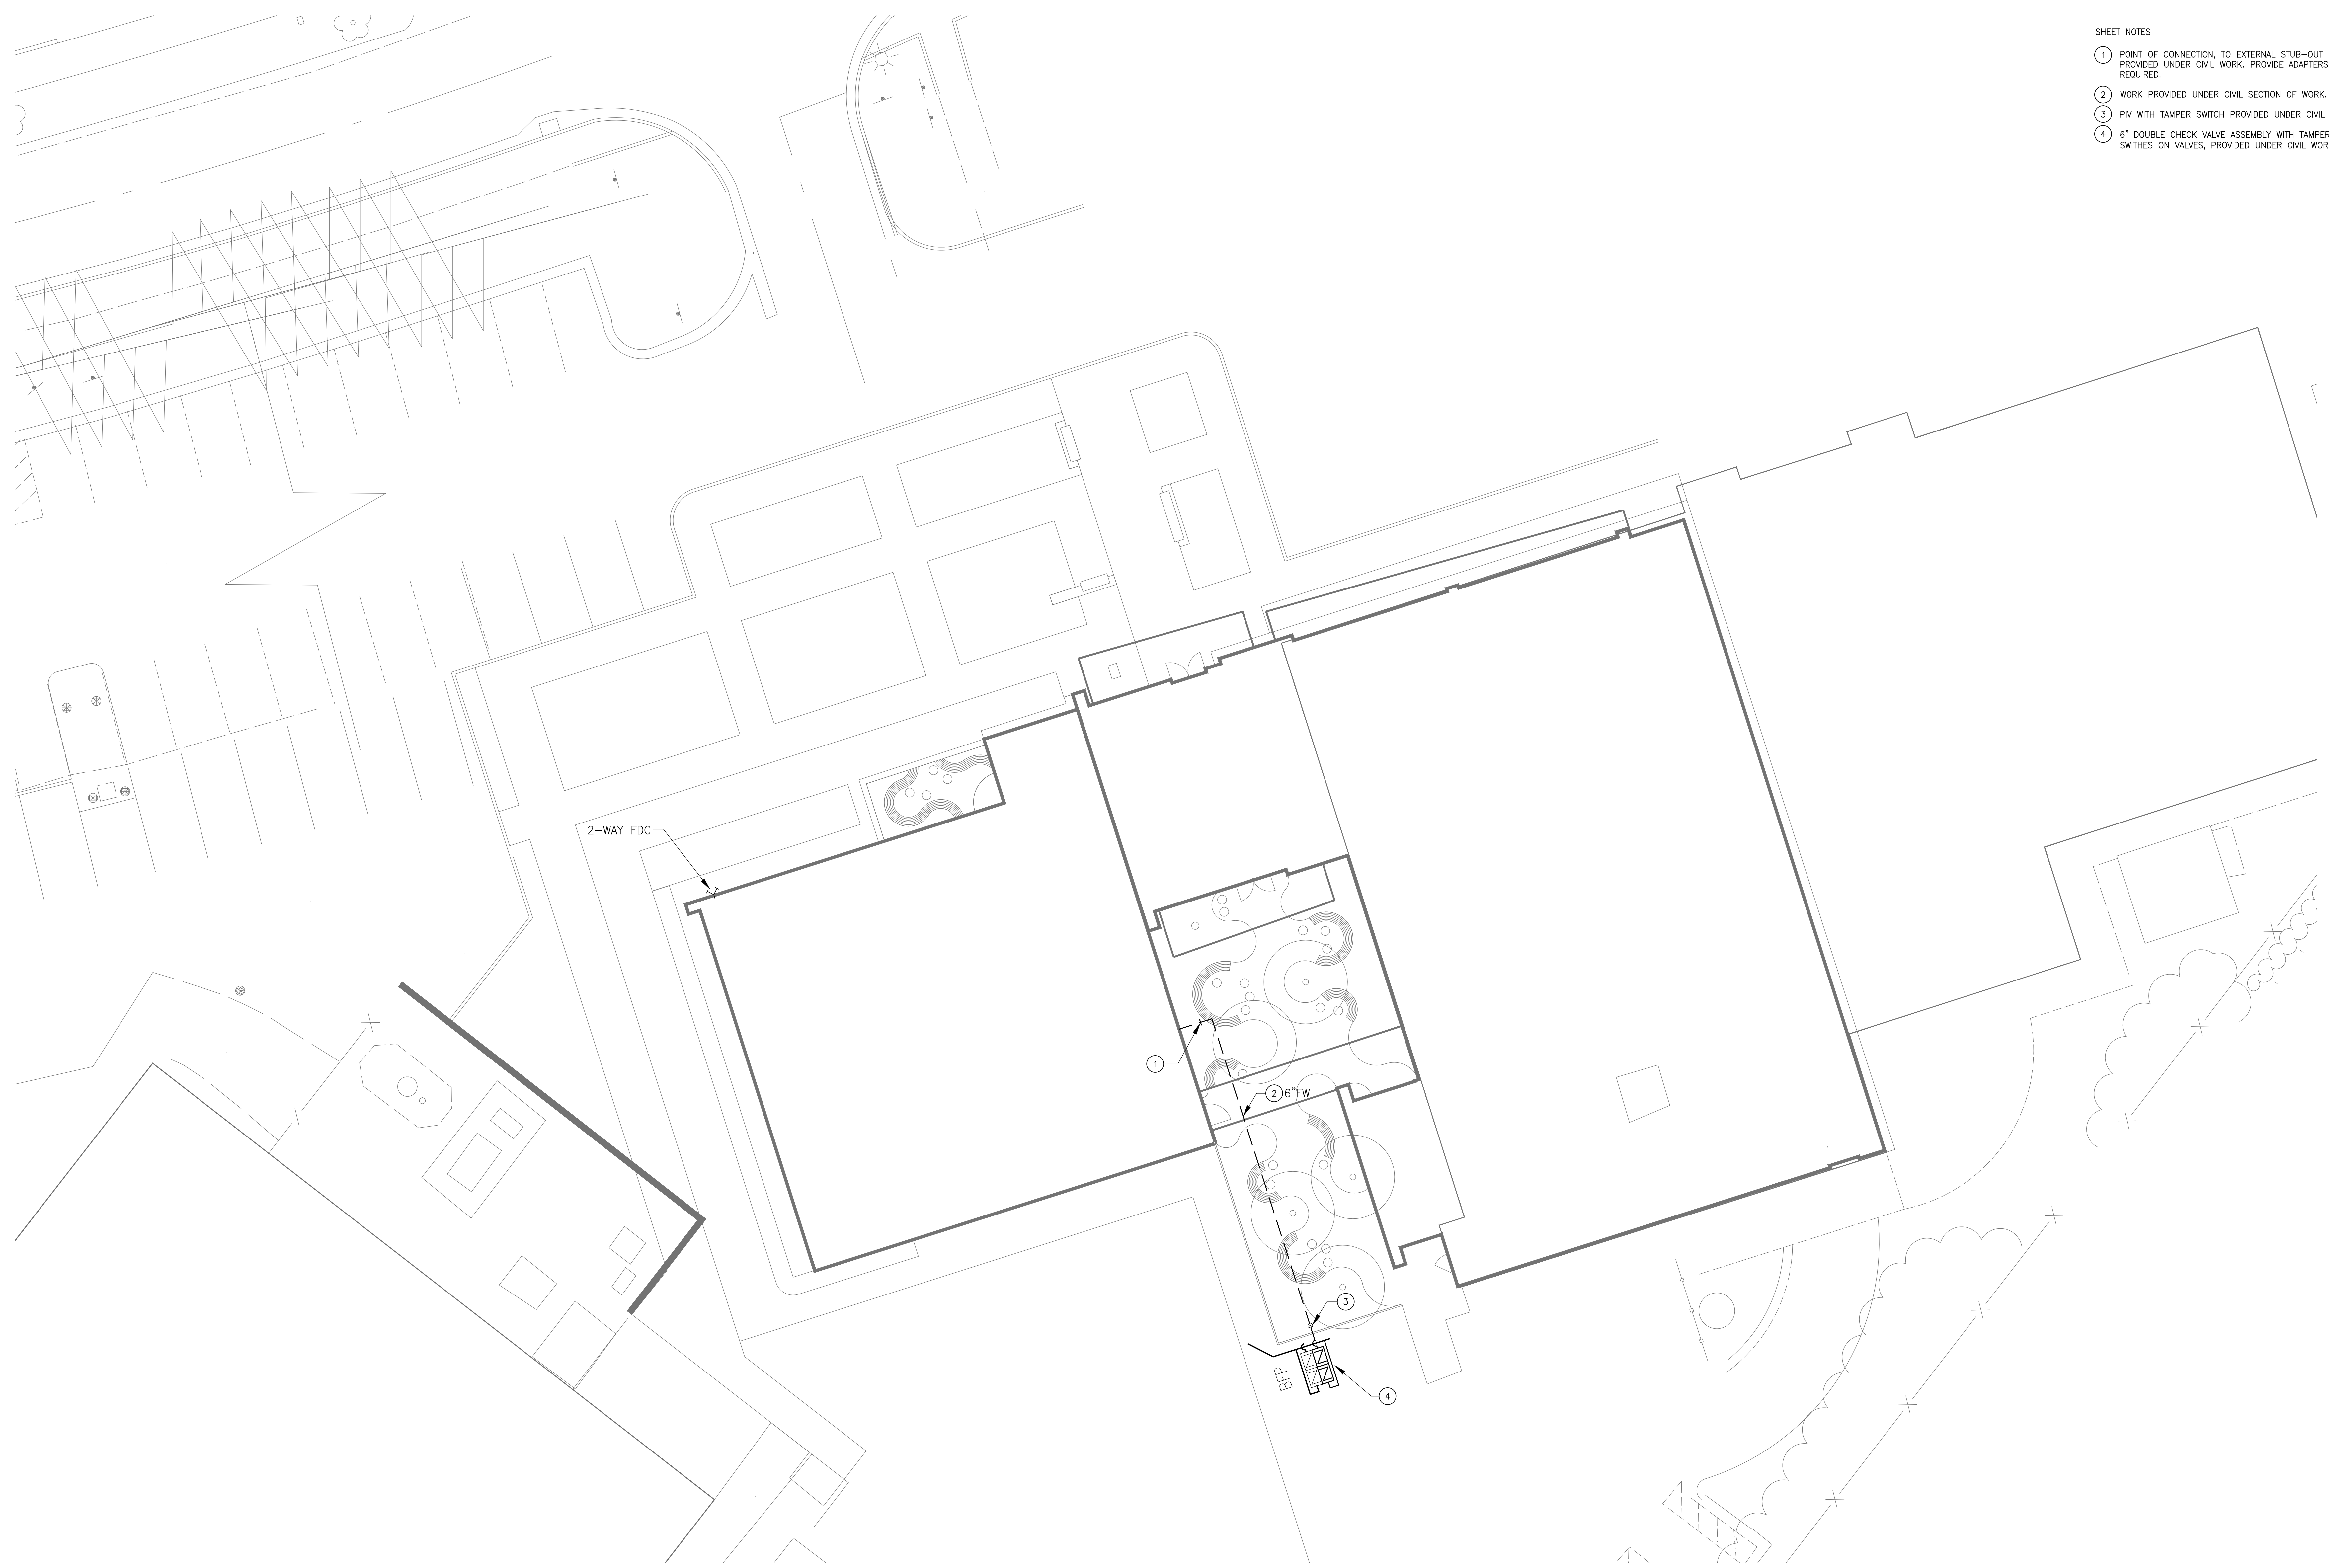 SHEET NOTES
1 POINT OF CONNECTION, TO EXTERNAL STUB-OUT
PROVIDED UNDER CIVIL WORK. PROVIDE ADAPTERS
REQUIRED.
2 WORK PROVIDED UNDER CIVIL SECTION OF WORK.
3 PIV WITH TAMPER SWITCH PROVIDED UNDER CIVIL
4 6" DOUBLE CHECK VALVE ASSEMBLY WITH TAMPER
SWITHES ON VALVES, PROVIDED UNDER CIVIL WOR
2-WAY FDC
1
2 6"FW
3
BFP
4